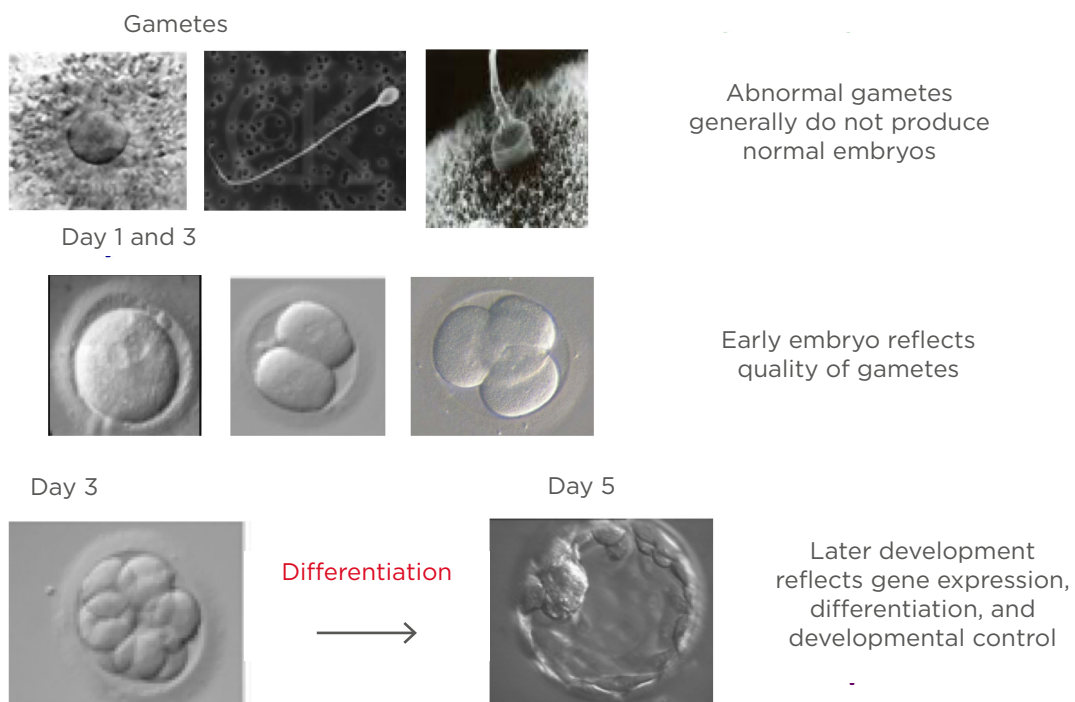 Gametes
Abnormal gametes
generally do not produce
normal embryos
Day 1 and 3
Early embryo reflects
quality of gametes
Day 3
Day 5
Differentiation
Later development
reflects gene expression,
differentiation, and
developmental control